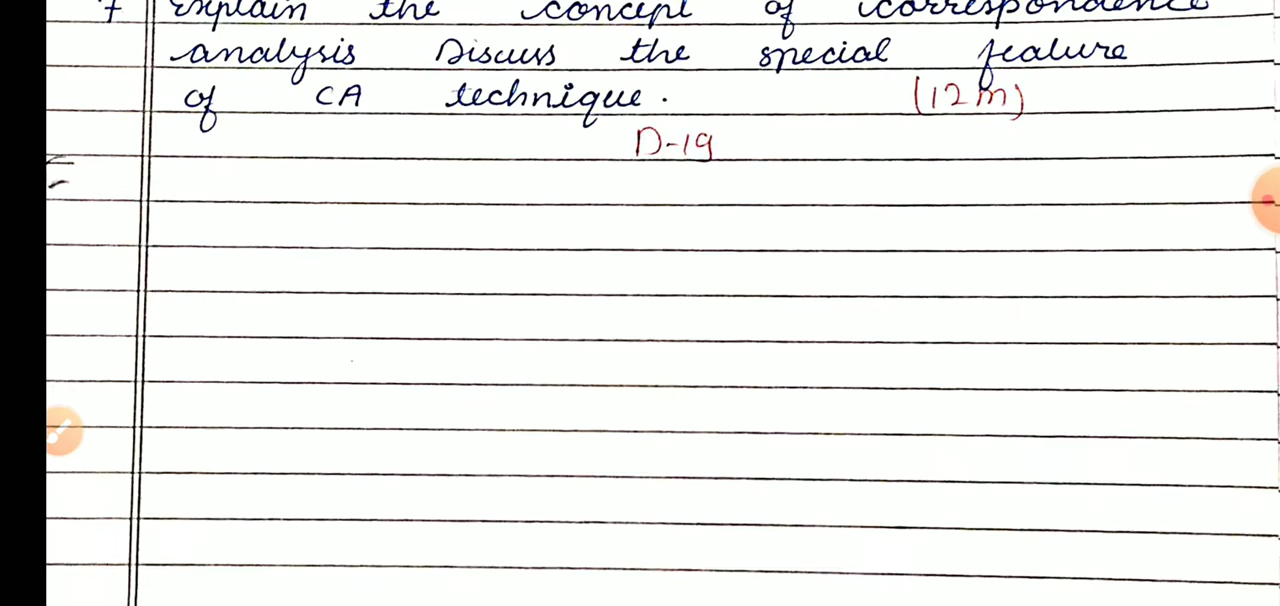 7 Explain the concept of correspondence
analysis Discuss the special feature
of CA technique. (12m)
D-19